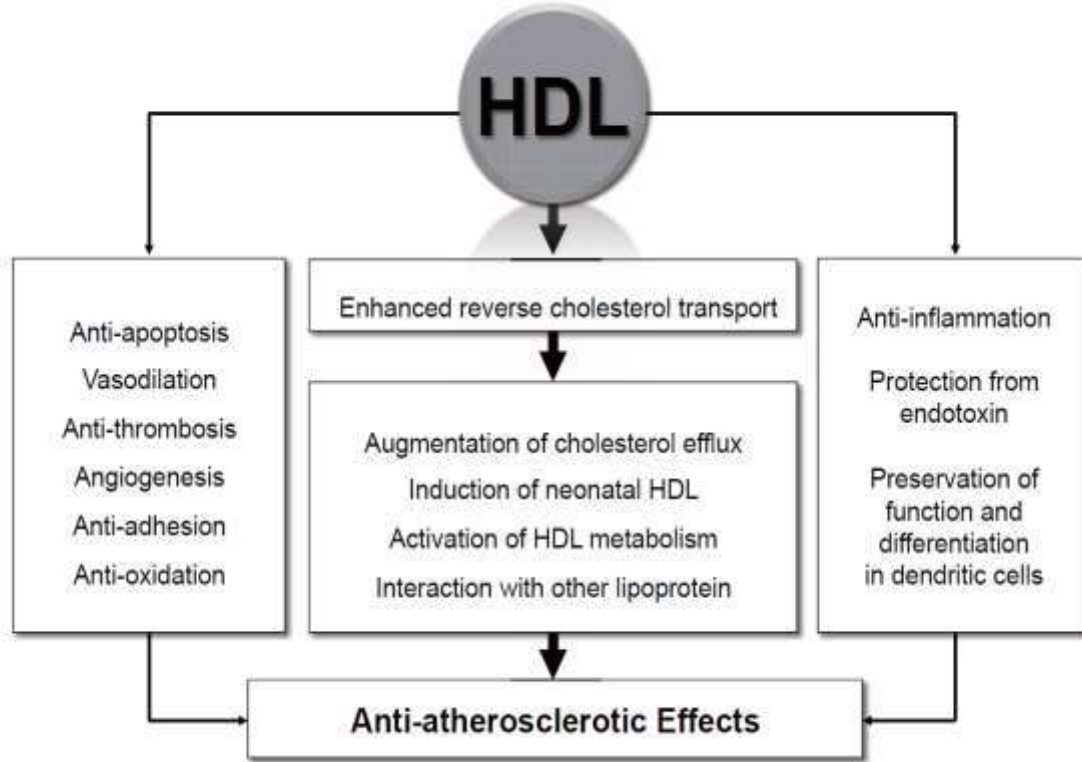 HDL
Anti-apoptosis
Vasodilation
Anti-thrombosis
Angiogenesis
Anti-adhesion
Anti-oxidation
Enhanced reverse cholesterol transport
Augmentation of cholesterol efflux
Induction of neonatal HDL
Activation of HDL metabolism
Interaction with other lipoprotein
Anti-inflammation
Protection from
endotoxin
Preservation of
function and
differentiation
in dendritic cells
Anti-atherosclerotic Effects